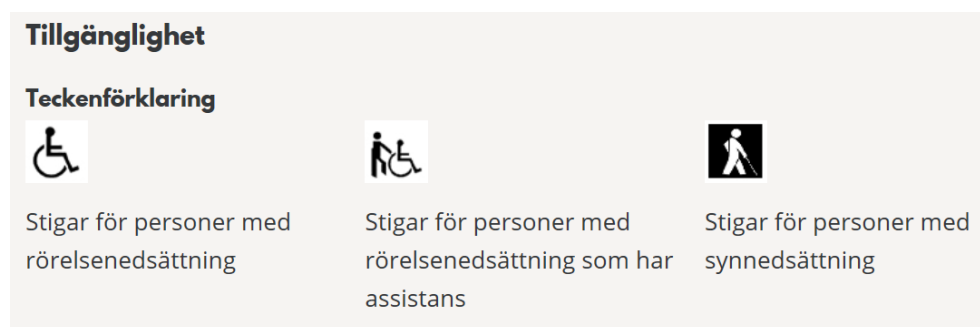 Tillgänglighet
Teckenförklaring
Stigar för personer med
rörelsenedsättning
Stigar för personer med
rörelsenedsättning som har
assistans
Stigar för personer med
synnedsättning